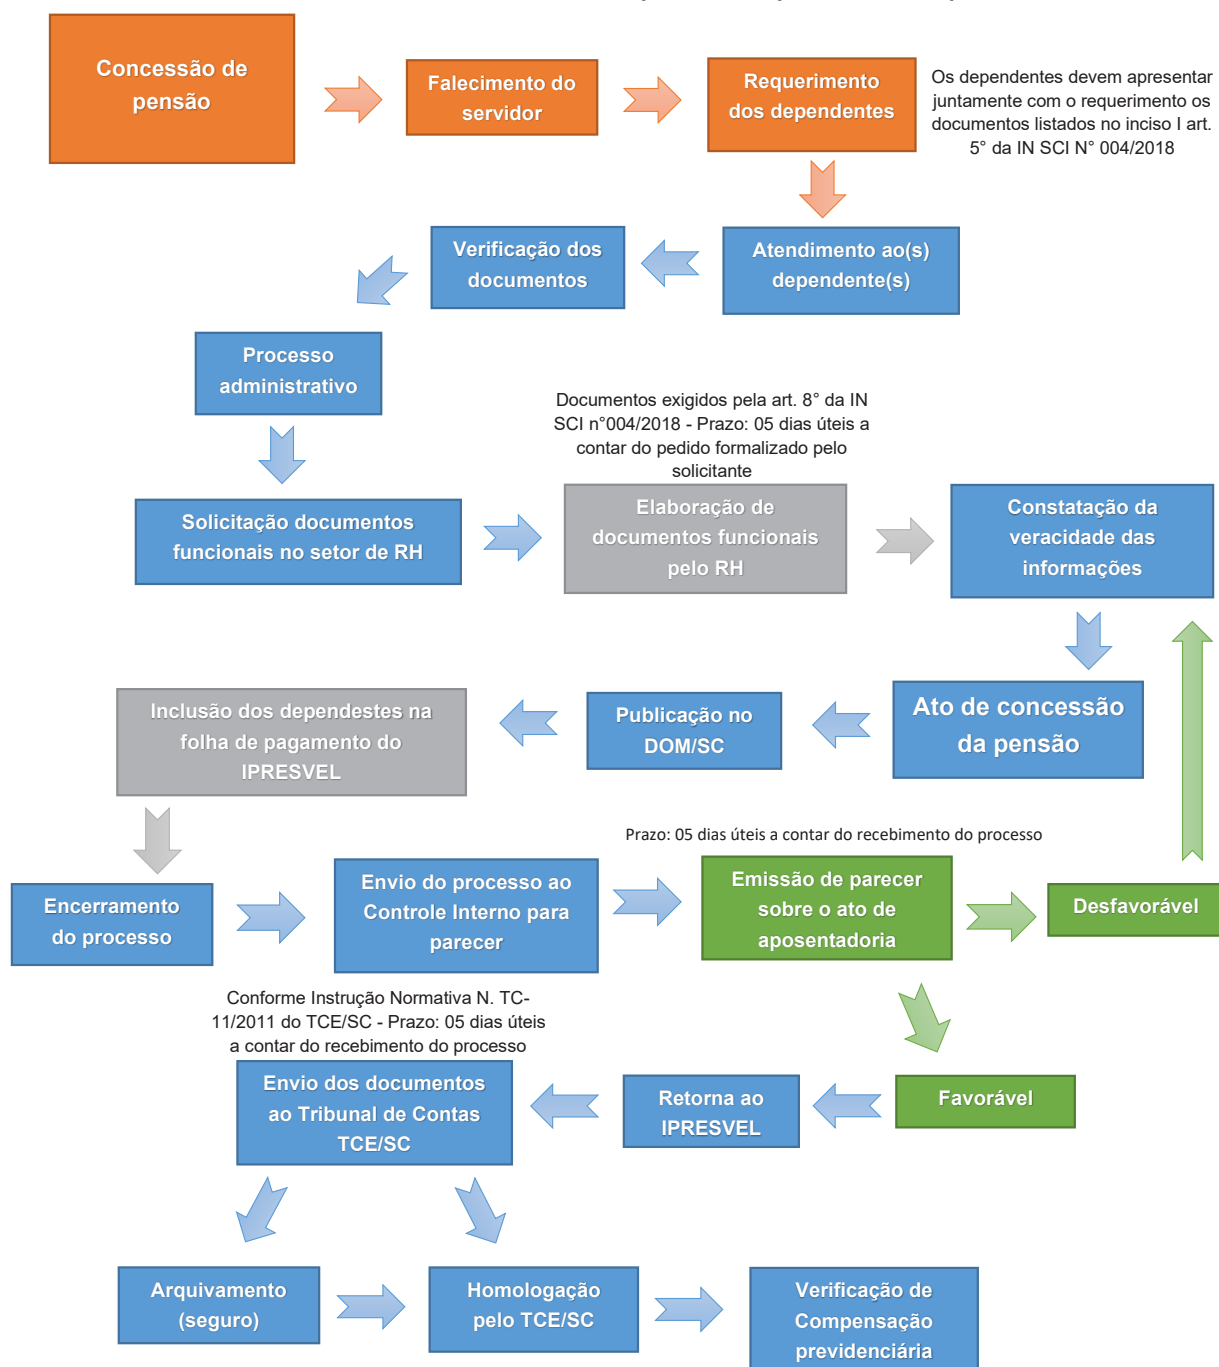 Concessão de
pensão
Falecimento do
servidor
Requerimento
dos dependentes
Os dependentes devem apresentar
juntamente com o requerimento os
documentos listados no inciso I art.
5° da IN SCI N° 004/2018
Verificação dos
documentos
Atendimento ao(s)
dependente(s)
Processo
administrativo
Documentos exigidos pela art. 8° da IN
SCI n°004/2018 - Prazo: 05 dias úteis a
contar do pedido formalizado pelo
solicitante
Solicitação documentos
funcionais no setor de RH
Elaboração de
documentos funcionais
pelo RH
Constatação da
veracidade das
informações
Ato de concessão
da pensão
Publicação no
DOM/SC
Inclusão dos dependestes na
folha de pagamento do
IPRESVEL
Prazo: 05 dias úteis a contar do recebimento do processo
Encerramento
do processo
Envio do processo ao
Controle Interno para
parecer
Emissão de parecer
sobre o ato de
aposentadoria
Desfavorável
Conforme Instrução Normativa N. TC-
11/2011 do TCE/SC - Prazo: 05 dias úteis
a contar do recebimento do processo
Envio dos documentos
ao Tribunal de Contas
TCE/SC
Retorna ao
IPRESVEL
Favorável
Arquivamento
(seguro)
Homologação
pelo TCE/SC
Verificação de
Compensação
previdenciária